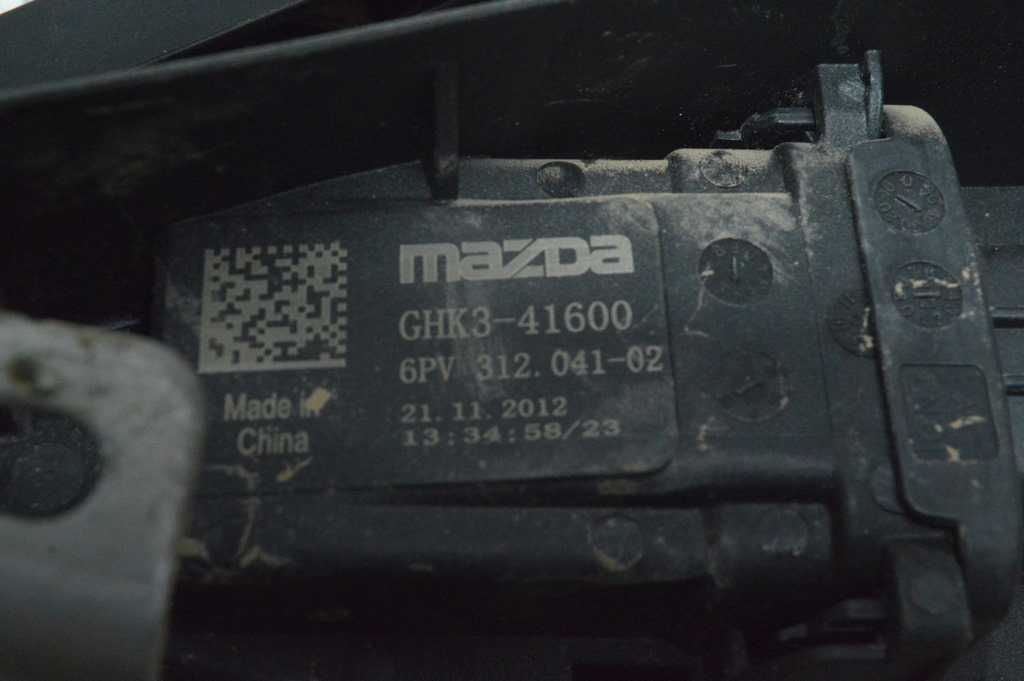 mazda
GHK3-41600
6PV 312.041-02
21.11.2012
13:34:58/23
Made in
China